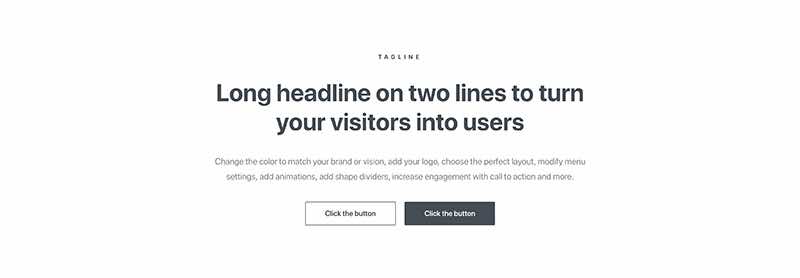 TAGLINE
Long headline on two lines to turn
your visitors into users
Change the color to match your brand or vision, add your logo, choose the perfect layout, modify menu
settings, add animations, add shape dividers, increase engagement with call to action and more.
Click the button
Click the button